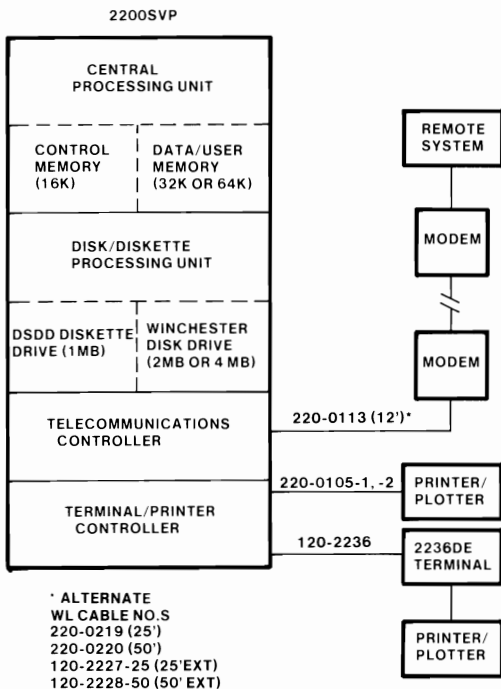 2200SVP
CENTRAL
PROCESSING UNIT
CONTROL
MEMORY
(16K)
DATA/USER
MEMORY
(32K OR 64K)
DISK/DISKETTE
PROCESSING UNIT
DSDD DISKETTE
DRIVE (1MB)
WINCHESTER
DISK DRIVE
(2MB OR 4 MB)
TELECOMMUNICATIONS
CONTROLLER
TERMINAL/PRINTER
CONTROLLER
REMOTE
SYSTEM
MODEM
MODEM
220-0113 (12')*
220-0105-1, -2
PRINTER/
PLOTTER
120-2236
2236DE
TERMINAL
PRINTER/
PLOTTER
* ALTERNATE
WL CABLE NO.S
220-0219 (25')
220-0220 (50')
120-2227-25 (25'EXT)
120-2228-50 (50' EXT)